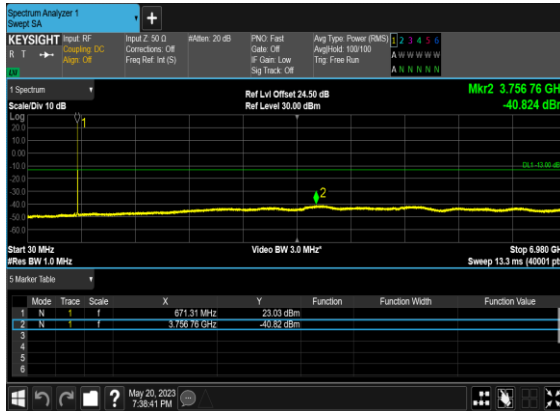 Spectrum Analyzer 1
Swept SA
+
KEYSIGHT Input: RF Input Z: 50 Ω #Atten: 20 dB PNO: Fast Avg Type: Power (RMS) 1 2 3 4 5 6
R T Coupling: DC Corrections: Off Gate: Off Avg|Hold: 100/100 A W W W W W
Align: Off Freq Ref: Int (S) IF Gain: Low Trig: Free Run
Sig Track: Off A N N N N N
1 Spectrum Ref Lvl Offset 24.50 dB Mkr2 3.756 76 GH
Scale/Div 10 dB Ref Level 30.00 dBm -40.824 dB
Log
1
20.0
10.0
0.00
-10.0 DL1 -13.00 dB
-20.0
-30.0
2
-40.0
-50.0
-60.0
Start 30 MHz Video BW 3.0 MHz* Stop 6.980 GH
#Res BW 1.0 MHz Sweep 13.3 ms (40001 pt
5 Marker Table
Mode Trace Scale X Y Function Function Width Function Value
1 N 1 f 671.31 MHz 23.03 dBm
2 N 1 f 3.756 76 GHz -40.82 dBm
3
4
5
6
? May 20, 2023
7:38:41 PM